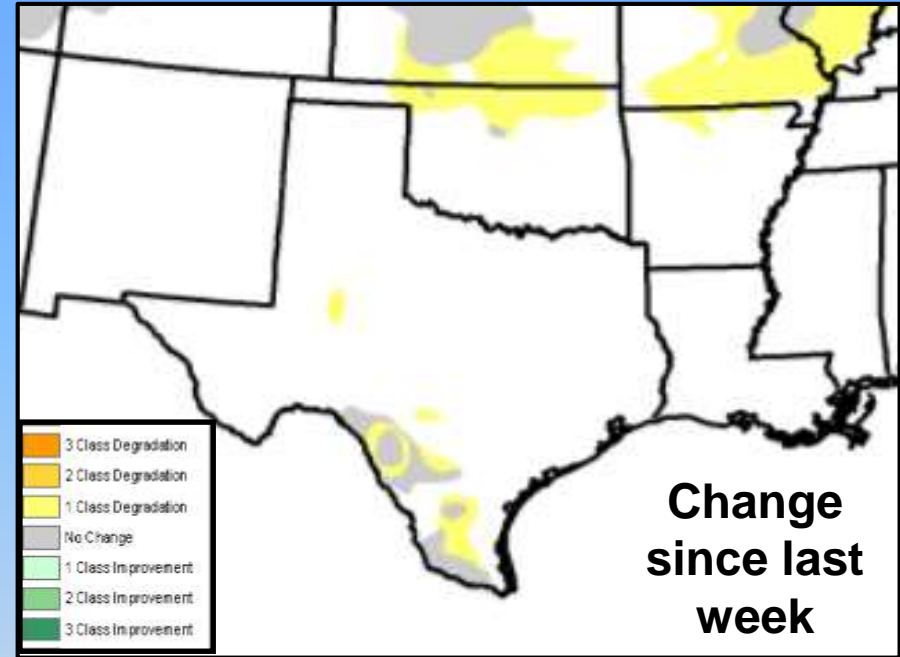 3 Class Degradation
2 Class Degradation
1 Class Degradation
No Change
1 Class Improvement
2 Class Improvement
3 Class Improvement
Change
since last
week